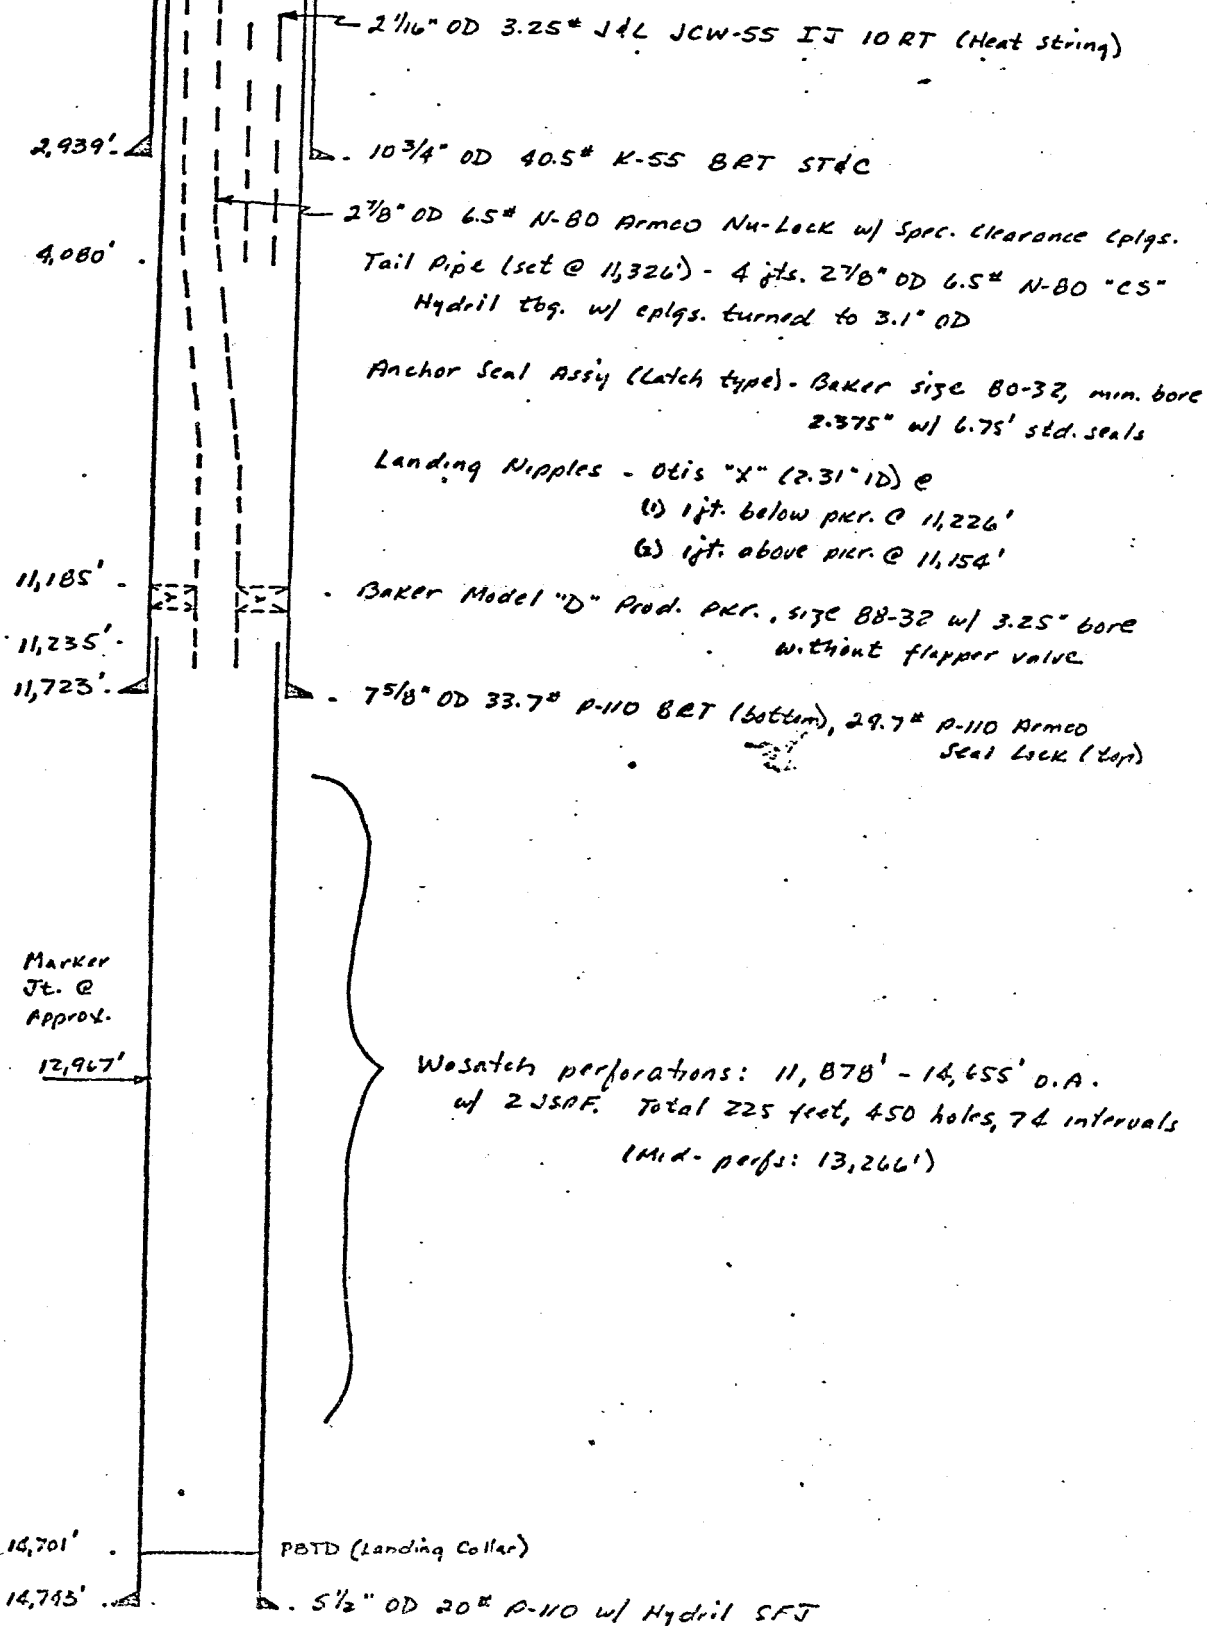 2 1/16" OD 3.25# J&L JCW-55 IJ 10 RT (Heat String)
2,939'
10 3/4" OD 40.5# K-55 8RT ST&C
2 7/8" OD 6.5# N-80 Armco Nu-Lock w/ Spec. Clearance Cplgs.
4,080'
Tail Pipe (set @ 11,326') - 4 jts. 2 7/8" OD 6.5# N-80 "CS"
Hydril tbg. w/ cplgs. turned to 3.1" OD
Anchor Seal Assy (Latch type) - Baker size 80-32, min. bore
2.375" w/ 6.75' std. seals
Landing Nipples - Otis "X" (2.31" ID) @
(1) 1 jt. below pkr. @ 11,226'
(2) 1 jt. above pkr. @ 11,154'
11,185'
Baker Model "D" Prod. pkr., size 88-32 w/ 3.25" bore
without flapper valve
11,235'
11,723'
7 5/8" OD 33.7# P-110 8RT (bottom), 29.7# P-110 Armco
Seal Lock (top)
Marker
Jt. @
Approx.
12,967'
Wasatch perforations: 11,878' - 14,655' O.A.
w/ 2 JSPF. Total 225 feet, 450 holes, 74 intervals
(Mid-perfs: 13,266')
14,701'
PBTD (Landing Collar)
14,743'
5 1/2" OD 20# P-110 w/ Hydril SFJ